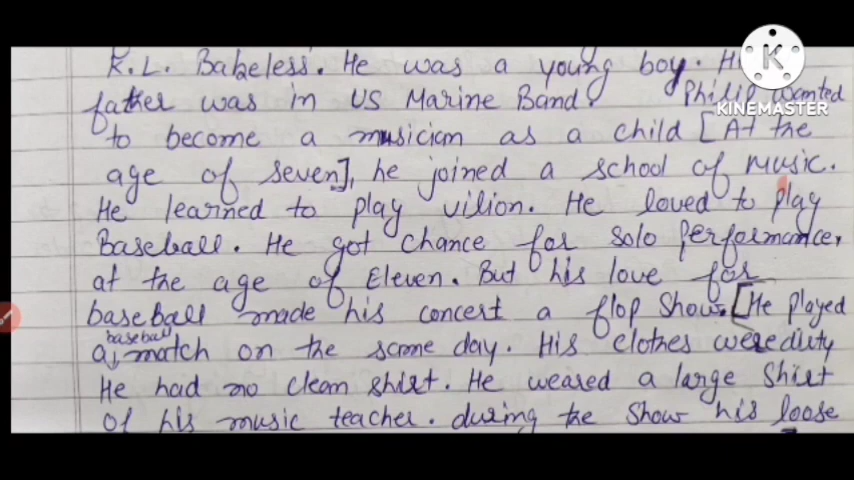 K.L. Babeless. He was a young boy. H
father was in US Marine Band. Philip wanted
KINEMASTER
to become a musician as a child [At the
age of seven], he joined a school of music.
He learned to play vilion. He loved to play
Baseball. He got chance for solo performance,
at the age of Eleven. But his love for
baseball made his concert a flop show. [He played
a baseball match on the same day. His clothes were dirty
He had no clean shirt. He weared a large shirt
of his music teacher. during the show his loose